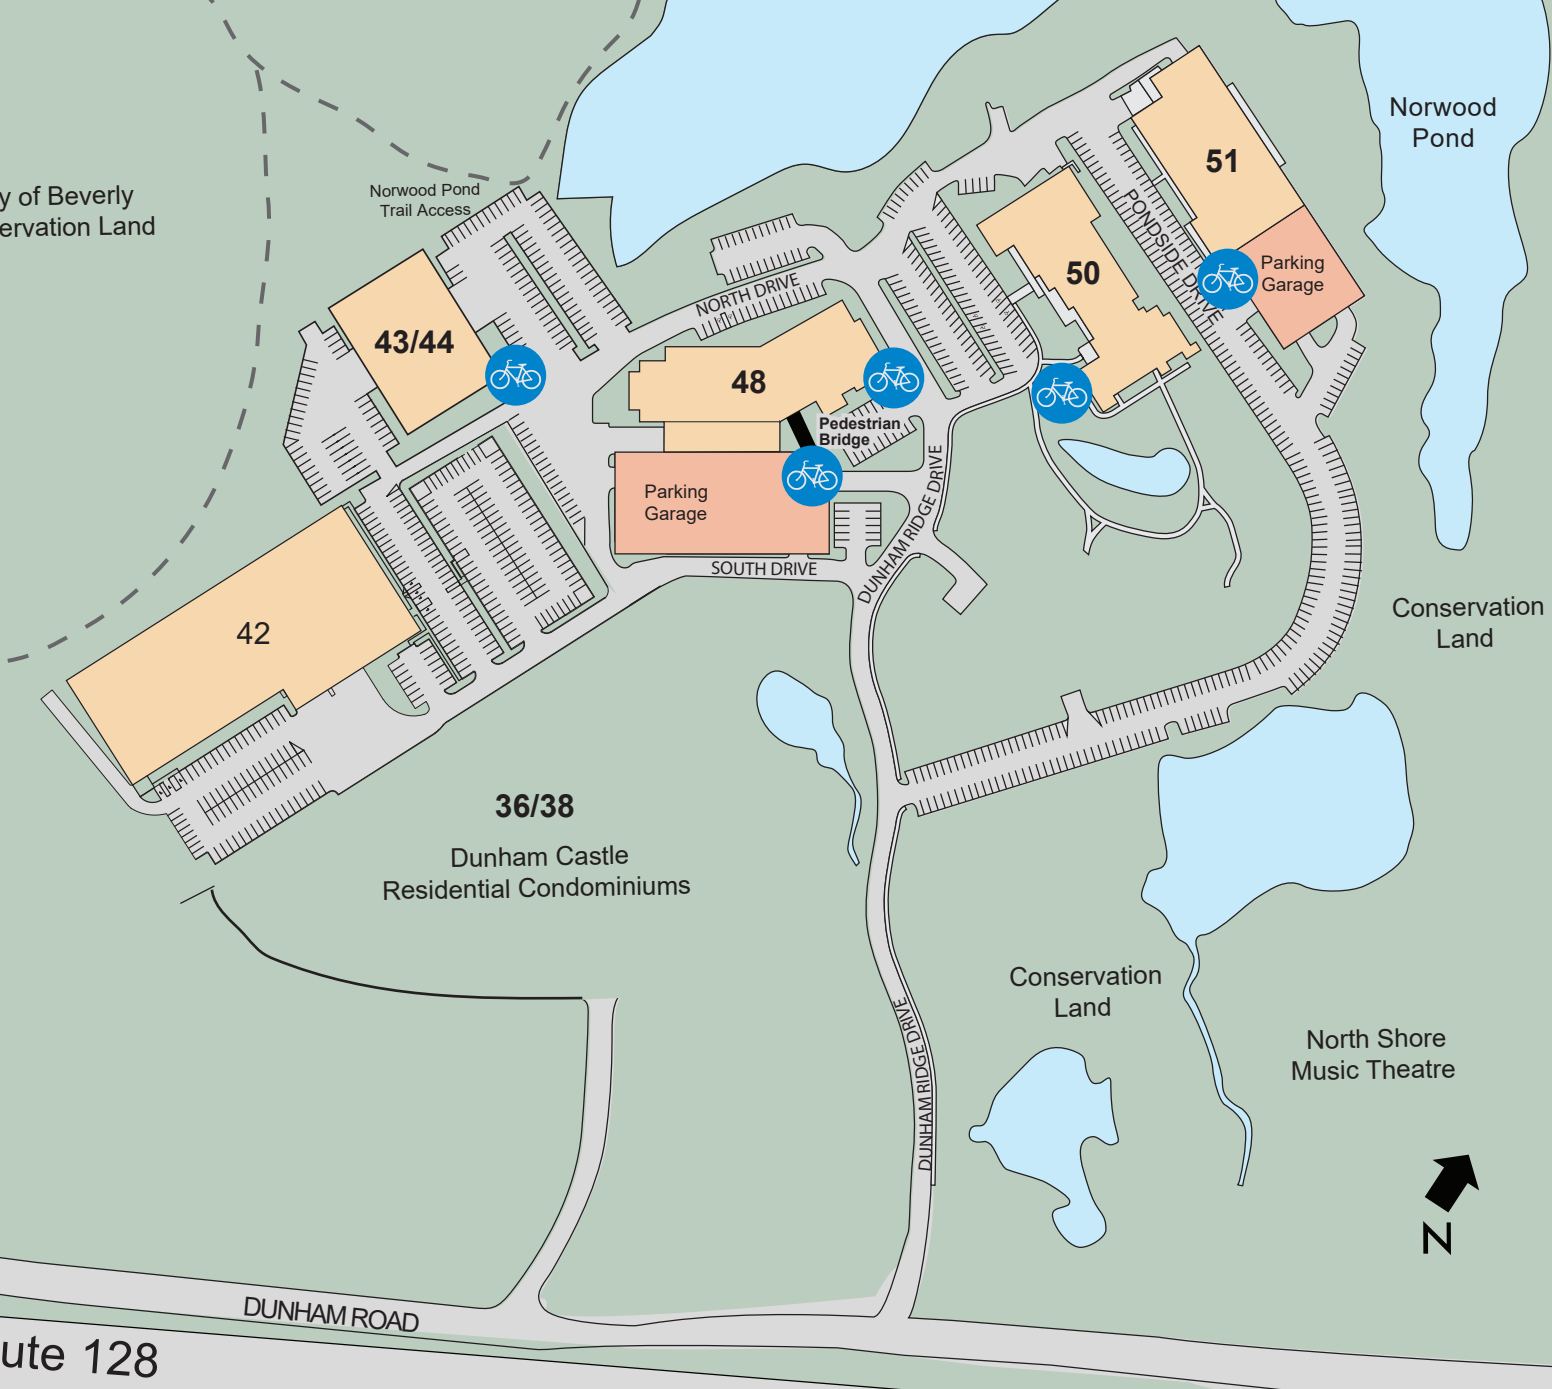 Norwood
Pond
51
y of Beverly
ervation Land
Norwood Pond
Trail Access
PONDSIDE DRIVE
50
Parking
Garage
NORTH DRIVE
43/44
48
Pedestrian
Bridge
Parking
Garage
DUNHAM RIDGE DRIVE
SOUTH DRIVE
42
Conservation
Land
36/38
Dunham Castle
Residential Condominiums
Conservation
Land
DUNHAM RIDGE DRIVE
North Shore
Music Theatre
N
DUNHAM ROAD
ute 128